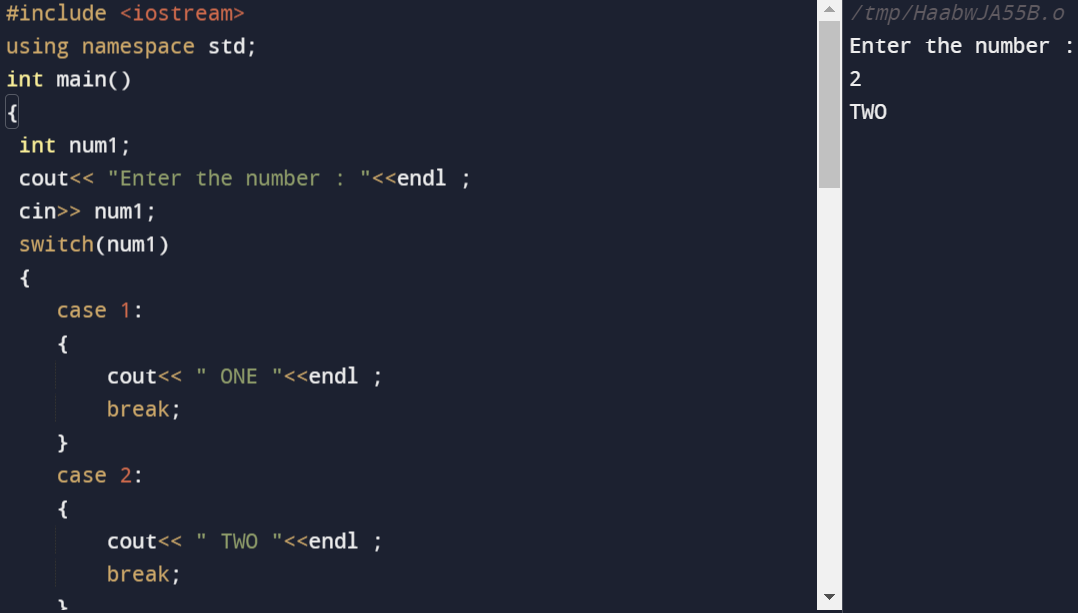 #include <iostream>
using namespace std;
int main()
{
 int num1;
 cout<< "Enter the number : "<<endl ;
 cin>> num1;
 switch(num1)
 {
    case 1:
    {
        cout<< " ONE "<<endl ;
        break;
    }
    case 2:
    {
        cout<< " TWO "<<endl ;
        break;
    }
/tmp/HaabwJA55B.o
Enter the number :
2
TWO